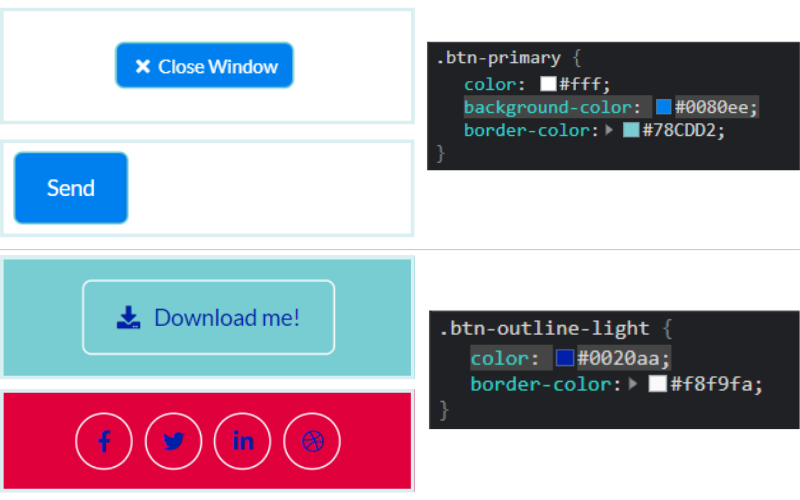 Close Window
.btn-primary {
color: #fff;
background-color: #0080ee;
border-color: #78CDD2;
}
Send
Download me!
.btn-outline-light {
color: #0020aa;
border-color: #f8f9fa;
}